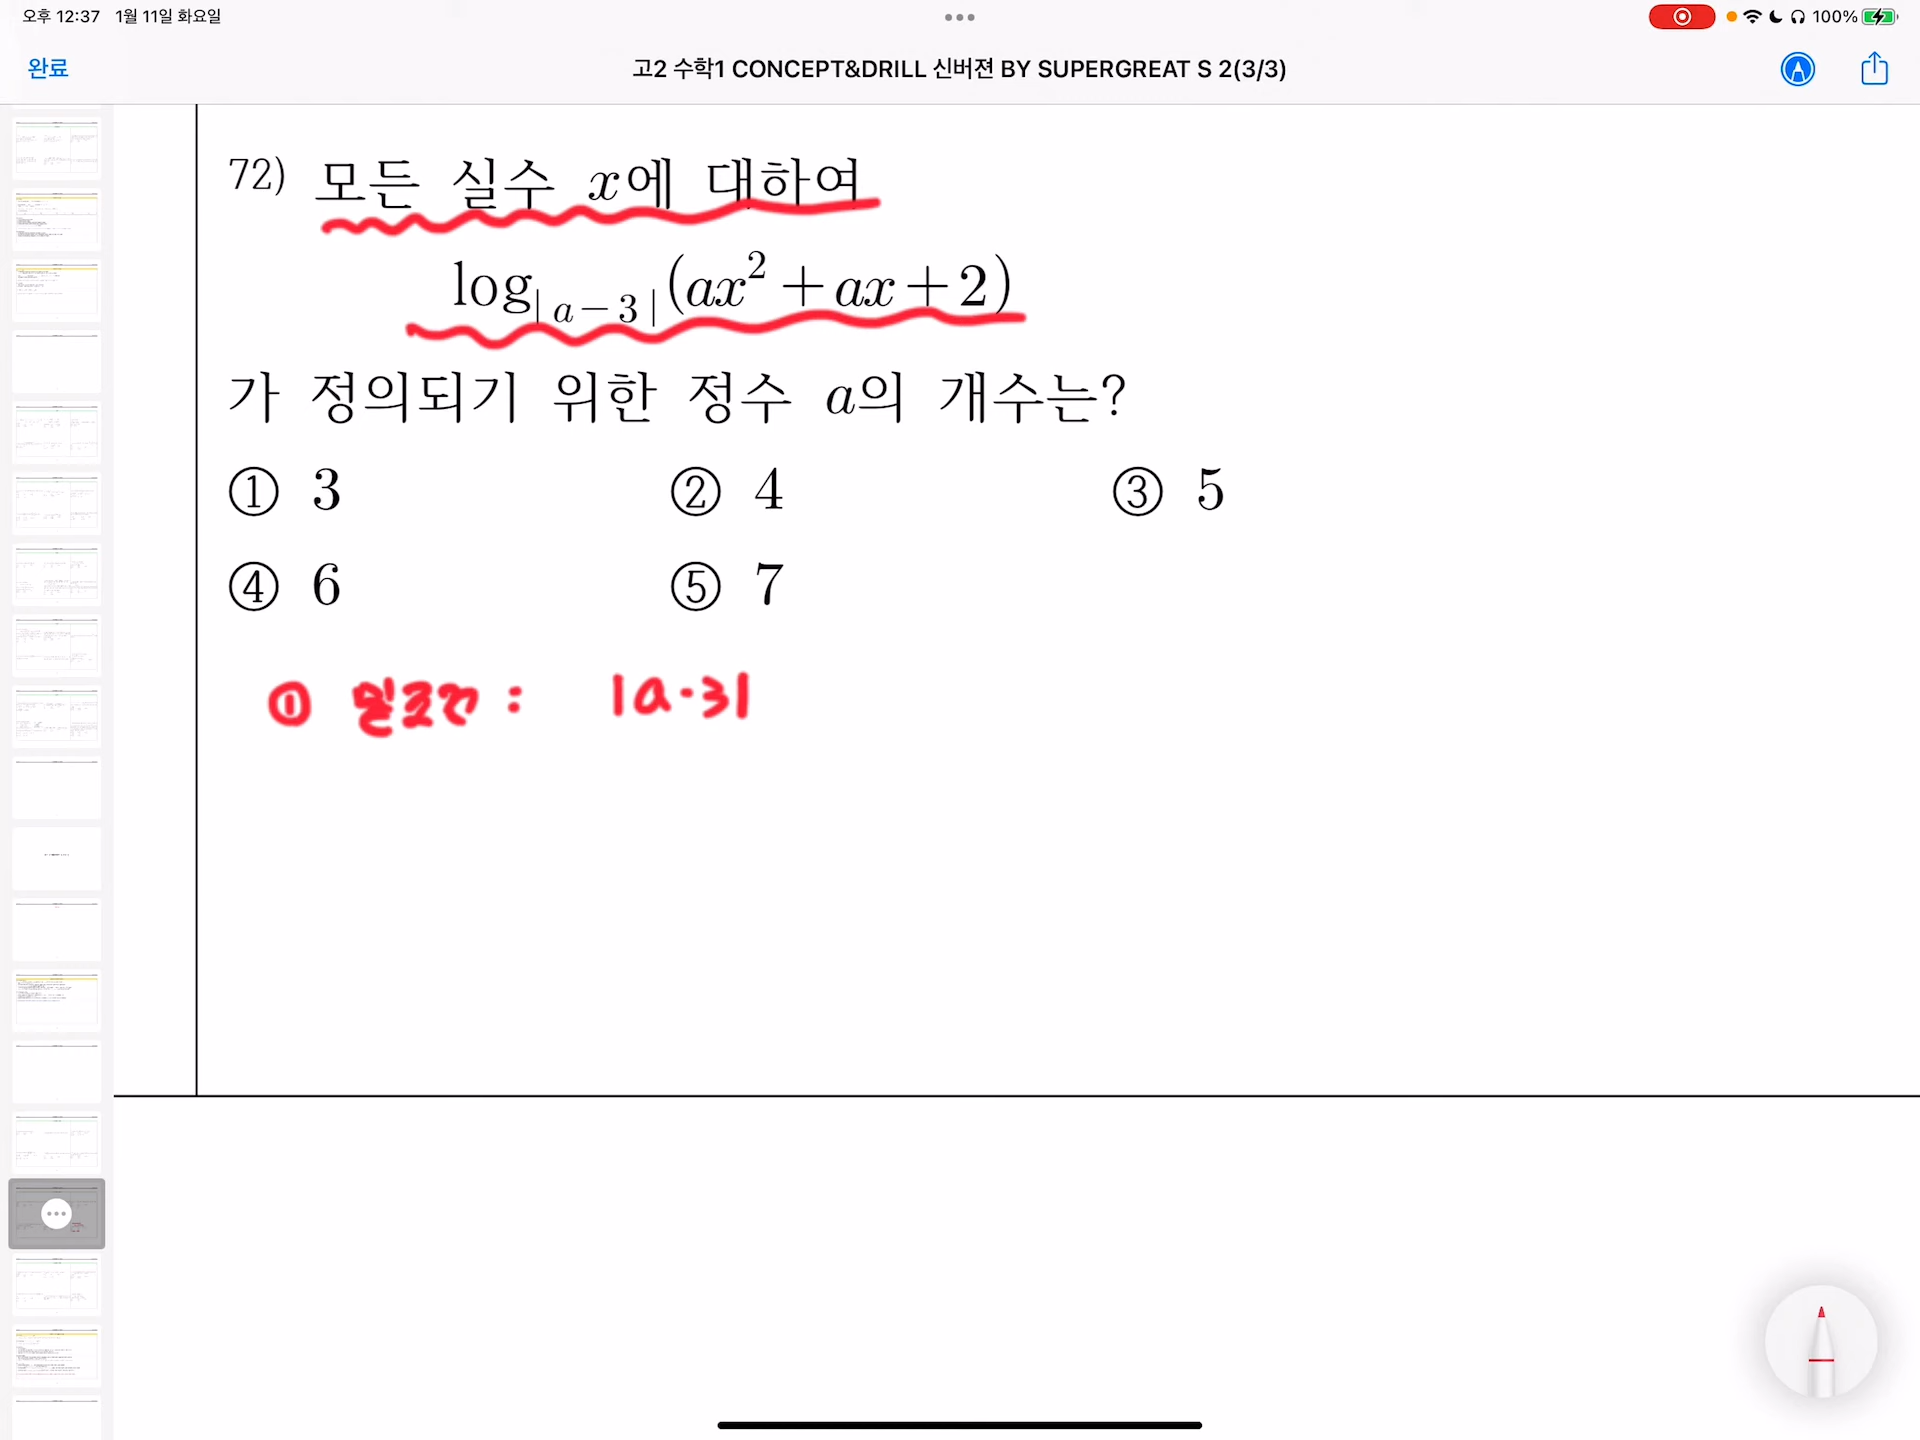 오후 12:37 1월 11일 화요일
100%
완료
고2 수학1 CONCEPT&DRILL 신버젼 BY SUPERGREAT S 2(3/3)
72) 모든 실수 x에 대하여
log_{|a-3|}(ax²+ax+2)
가 정의되기 위한 정수 a의 개수는?
① 3 ② 4 ③ 5
④ 6 ⑤ 7
① 밑조건 : |a-3|